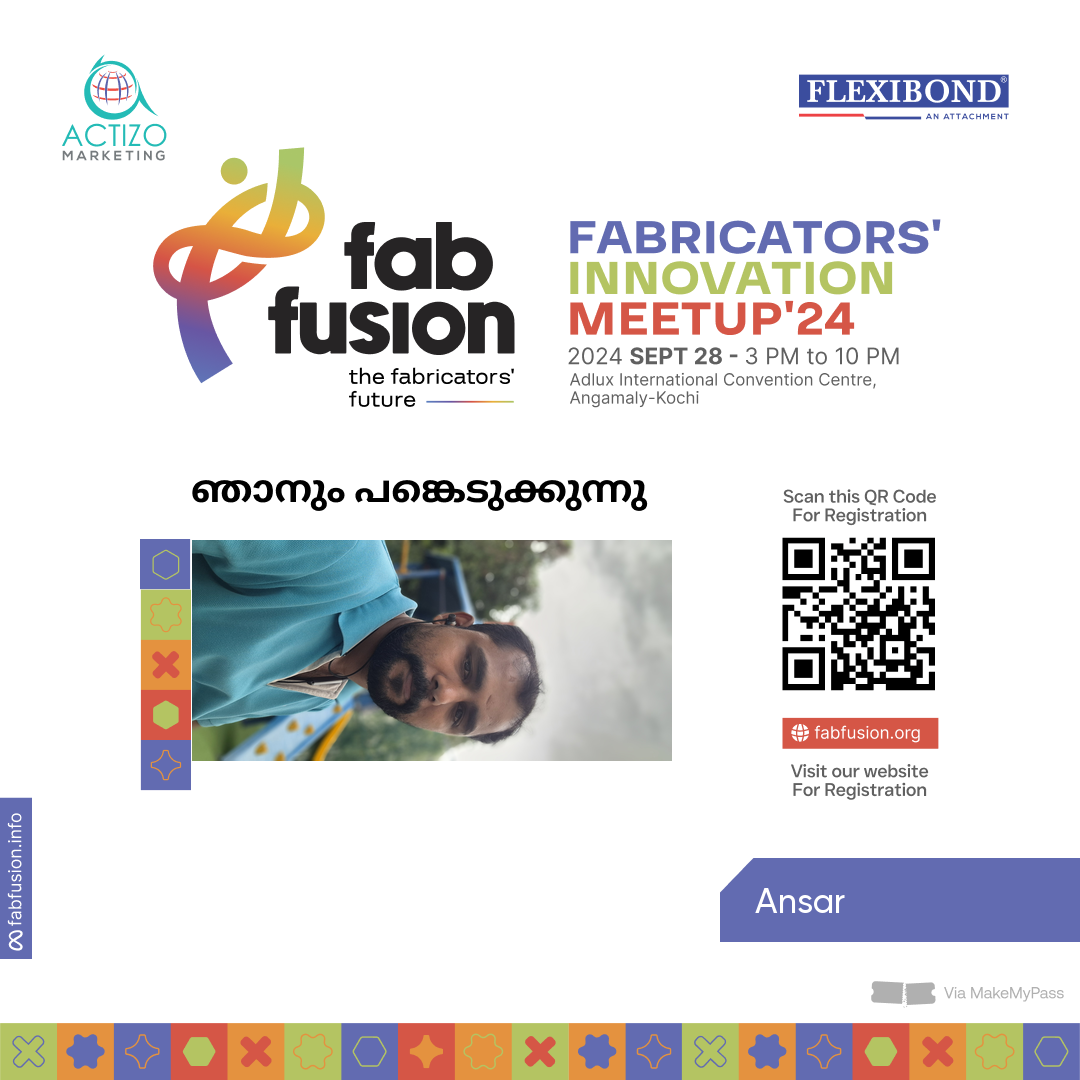 ACTIZO
MARKETING
FLEXIBOND®
AN ATTACHMENT
fab
fusion
the fabricators'
future
FABRICATORS'
INNOVATION
MEETUP'24
2024 SEPT 28 - 3 PM to 10 PM
Adlux International Convention Centre,
Angamaly-Kochi
ഞാനും പങ്കെടുക്കുന്നു
Scan this QR Code
For Registration
fabfusion.org
Visit our website
For Registration
fabfusion.info
Ansar
Via MakeMyPass